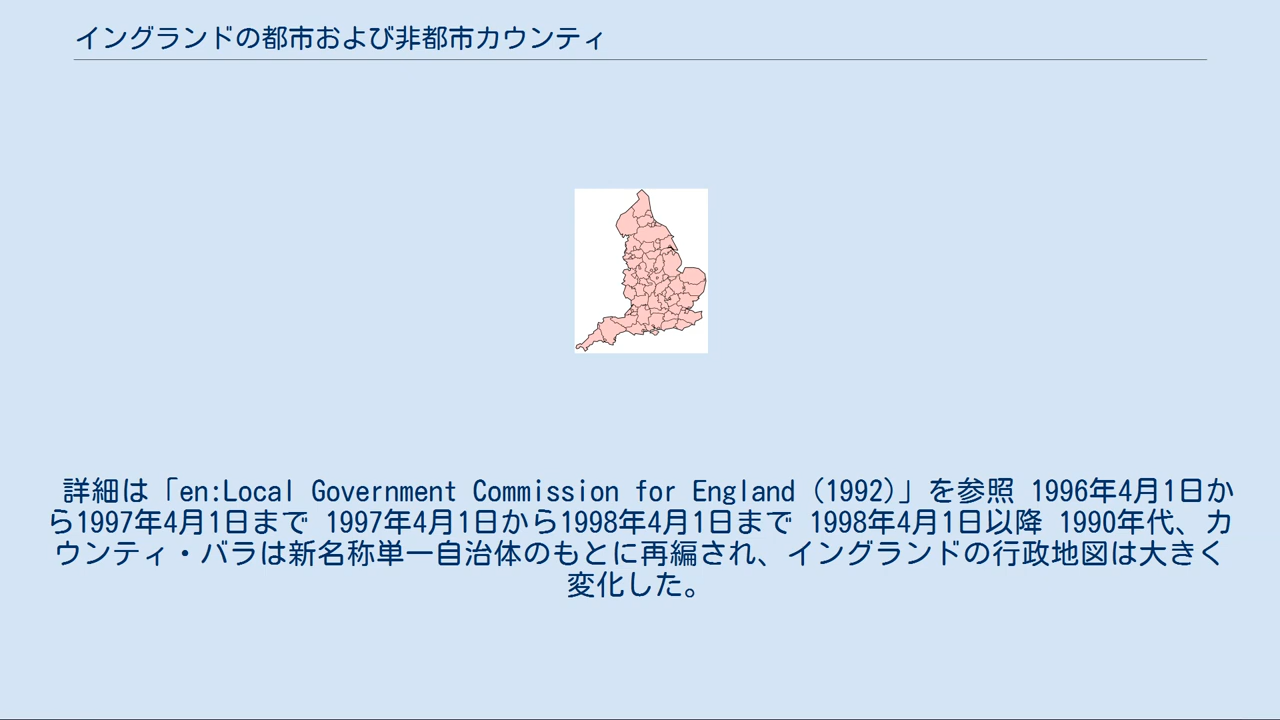 イングランドの都市および非都市カウンティ
詳細は「en:Local Government Commission for England (1992)」を参照 1996年4月1日か
ら1997年4月1日まで 1997年4月1日から1998年4月1日まで 1998年4月1日以降 1990年代、カ
ウンティ・バラは新名称単一自治体のもとに再編され、イングランドの行政地図は大きく
変化した。